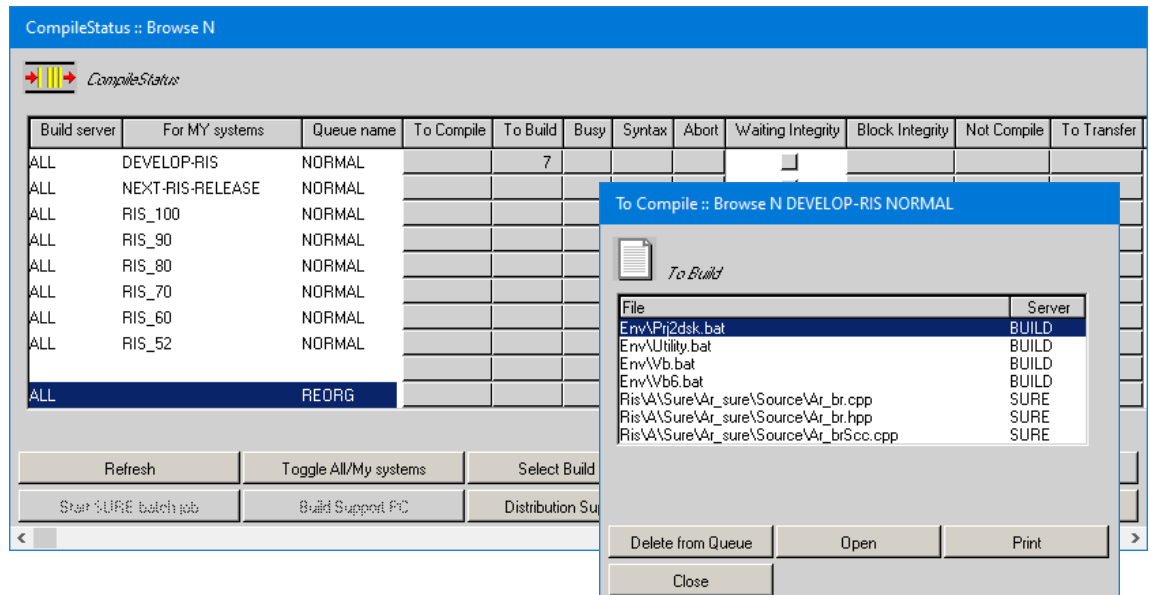 CompileStatus :: Browse N
CompileStatus
Build server For MY systems Queue name To Compile To Build Busy Syntax Abort Waiting Integrity Block Integrity Not Compile To Transfer
ALL DEVELOP-RIS NORMAL 7
ALL NEXT-RIS-RELEASE NORMAL
ALL RIS_100 NORMAL
ALL RIS_90 NORMAL
ALL RIS_80 NORMAL
ALL RIS_70 NORMAL
ALL RIS_60 NORMAL
ALL RIS_52 NORMAL
ALL REORG
Refresh Toggle All/My systems Select Build
Start SURE batch job Build Support PC Distribution Su
To Compile :: Browse N DEVELOP-RIS NORMAL
To Build
File Server
Env\Prj2dsk.bat BUILD
Env\Utility.bat BUILD
Env\Vb.bat BUILD
Env\Vb6.bat BUILD
Ris\A\Sure\Ar_sure\Source\Ar_br.cpp SURE
Ris\A\Sure\Ar_sure\Source\Ar_br.hpp SURE
Ris\A\Sure\Ar_sure\Source\Ar_brScc.cpp SURE
Delete from Queue Open Print
Close